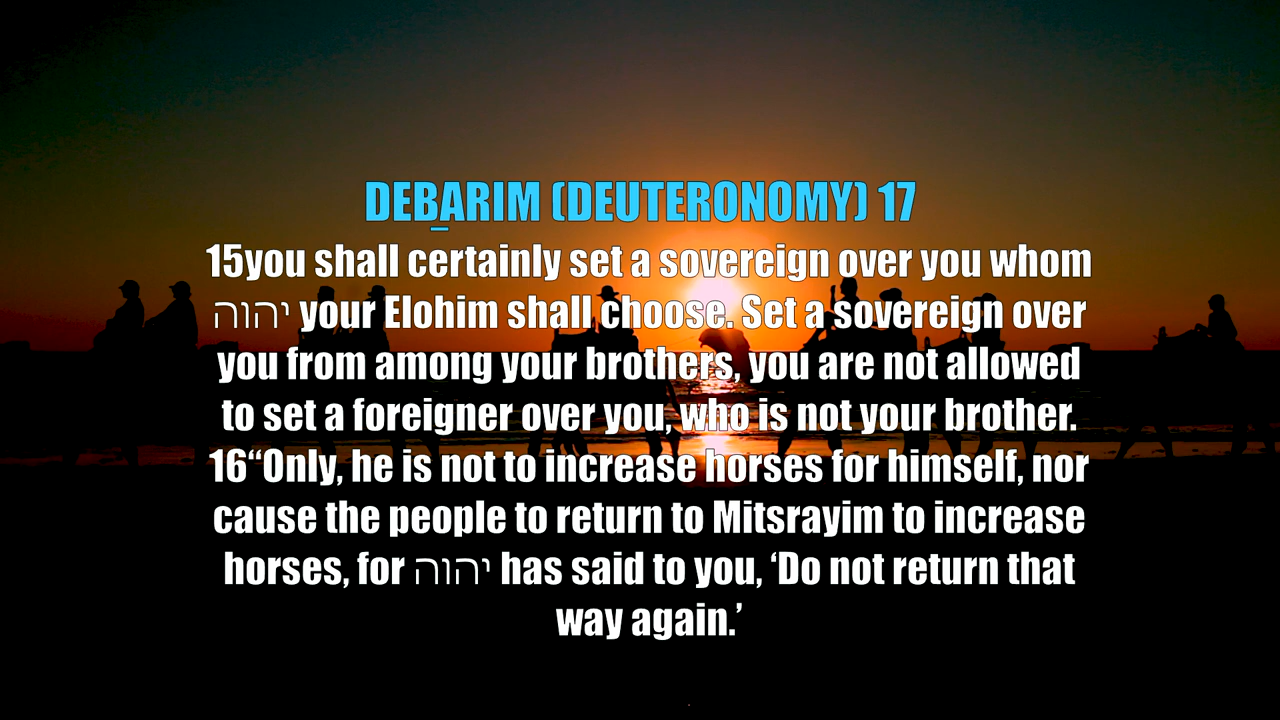 DEḆARIM (DEUTERONOMY) 17
15you shall certainly set a sovereign over you whom
יהוה your Elohim shall choose. Set a sovereign over
you from among your brothers, you are not allowed
to set a foreigner over you, who is not your brother.
16“Only, he is not to increase horses for himself, nor
cause the people to return to Mitsrayim to increase
horses, for יהוה has said to you, ‘Do not return that
way again.’